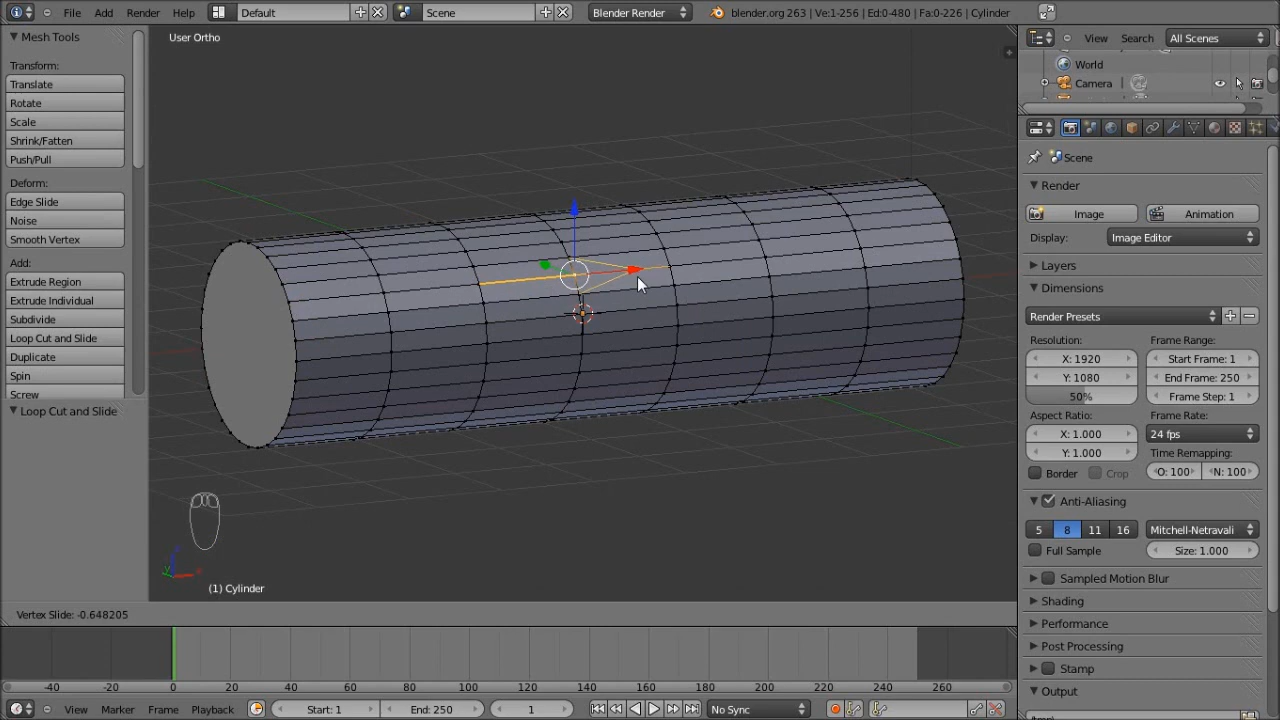 File Add Render Help Default Scene Blender Render blender.org 263 | Ve:1-256 | Ed:0-480 | Fa:0-226 | Cylinder
Mesh Tools
Transform:
Translate
Rotate
Scale
Shrink/Fatten
Push/Pull
Deform:
Edge Slide
Noise
Smooth Vertex
Add:
Extrude Region
Extrude Individual
Subdivide
Loop Cut and Slide
Duplicate
Spin
Screw
Loop Cut and Slide
User Ortho
(1) Cylinder
Vertex Slide: -0.648205
View Search All Scenes
World
Camera
Scene
Render
Image Animation
Display: Image Editor
Layers
Dimensions
Render Presets
Resolution: Frame Range:
X: 1920 Start Frame: 1
Y: 1080 End Frame: 250
50% Frame Step: 1
Aspect Ratio: Frame Rate:
X: 1.000 24 fps
Y: 1.000 Time Remapping:
Border Crop O: 100 N: 100
Anti-Aliasing
5 8 11 16 Mitchell-Netravali
Full Sample Size: 1.000
Sampled Motion Blur
Shading
Performance
Post Processing
Stamp
Output
-40 -20 0 20 40 60 80 100 120 140 160 180 200 220 240 260
View Marker Frame Playback Start: 1 End: 250 1 No Sync